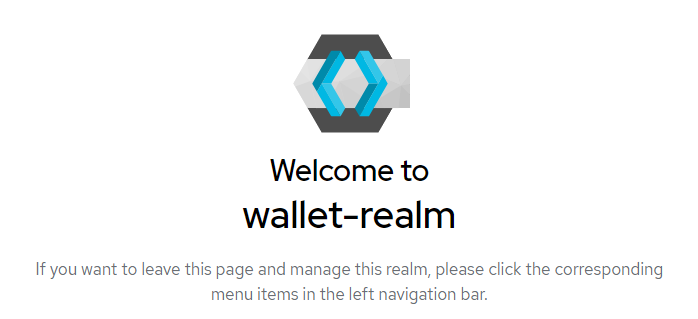 Welcome to
wallet-realm
If you want to leave this page and manage this realm, please click the corresponding
menu items in the left navigation bar.